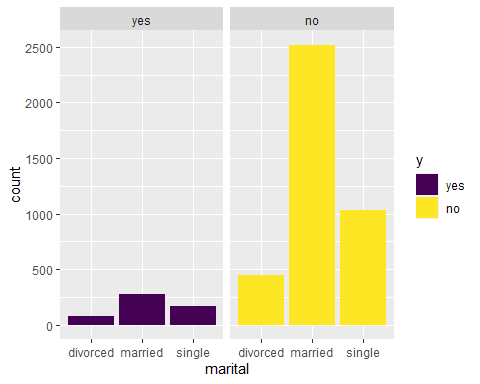 yes no
2500
2000
1500
1000
500
0
count
divorced married single divorced married single
marital
y
yes
no